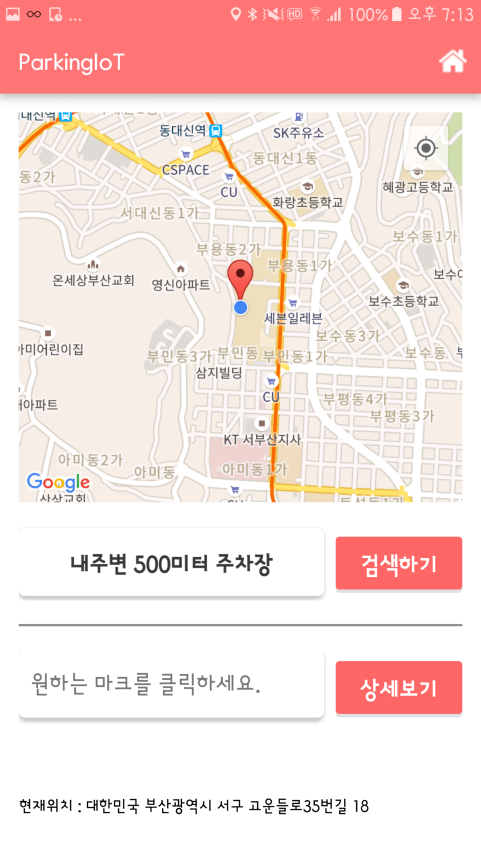 ... HD 100% 오후 7:13
ParkingIoT
동대신역
SK주유소
동대신1동
CSPACE
CU
혜광고등학교
화랑초등학교
서대신동1가
보수동1가
부용동2가
부용동1가
온세상부산교회
영신아파트
보수초등학교
세븐일레븐
보수동3가
아미어린이집
부민동3가
부민동
부민동1가
보수동
삼지빌딩
CU
부평동4가
부평동3가
KT 서부산지사
아미동2가
아미동
아미동1가
Google
산상교회
내주변 500미터 주차장
검색하기
원하는 마크를 클릭하세요.
상세보기
현재위치 : 대한민국 부산광역시 서구 고운들로35번길 18